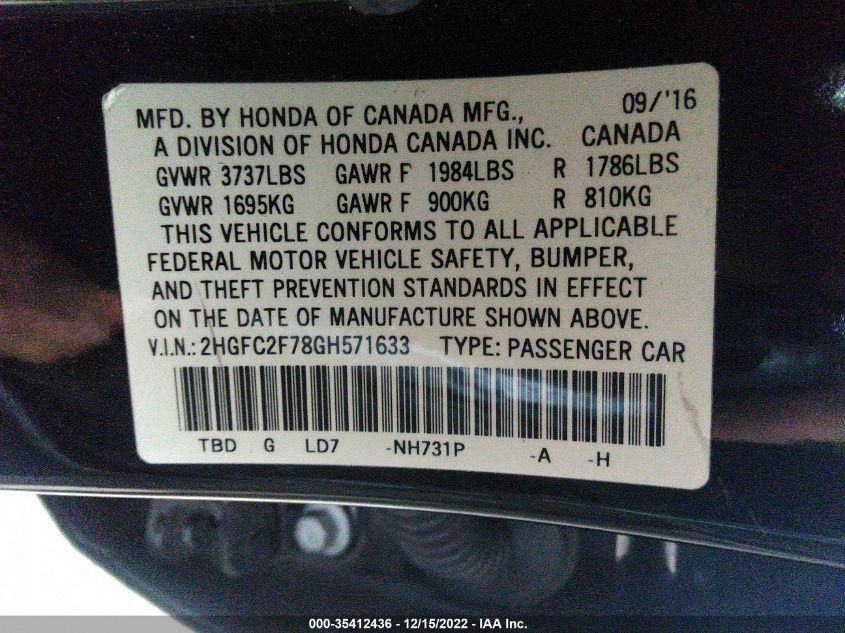 MFD. BY HONDA OF CANADA MFG., 09/'16
A DIVISION OF HONDA CANADA INC. CANADA
GVWR 3737LBS GAWR F 1984LBS R 1786LBS
GVWR 1695KG GAWR F 900KG R 810KG
THIS VEHICLE CONFORMS TO ALL APPLICABLE
FEDERAL MOTOR VEHICLE SAFETY, BUMPER,
AND THEFT PREVENTION STANDARDS IN EFFECT
ON THE DATE OF MANUFACTURE SHOWN ABOVE.
V.I.N.: 2HGFC2F78GH571633 TYPE: PASSENGER CAR
TBD G LD7 -NH731P -A -H
000-35412436 - 12/15/2022 - IAA Inc.